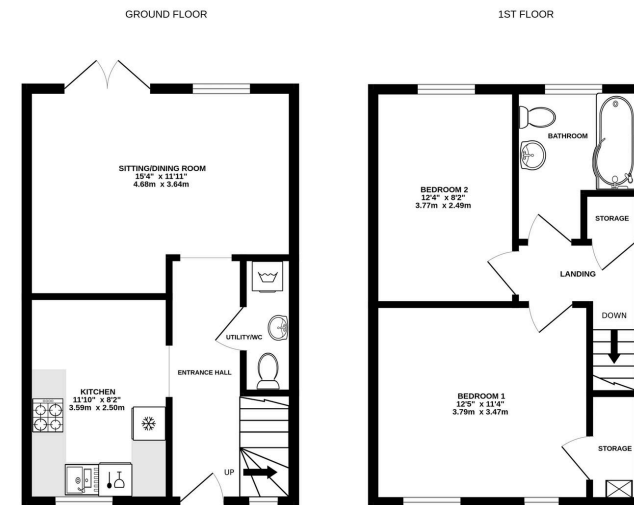 GROUND FLOOR
SITTING/DINING ROOM
15'4" x 11'11"
4.68m x 3.64m
UTILITY/WC
ENTRANCE HALL
KITCHEN
11'10" x 8'2"
3.59m x 2.50m
UP
1ST FLOOR
BATHROOM
BEDROOM 2
12'4" x 8'2"
3.77m x 2.49m
STORAGE
LANDING
DOWN
BEDROOM 1
12'5" x 11'4"
3.79m x 3.47m
STORAGE